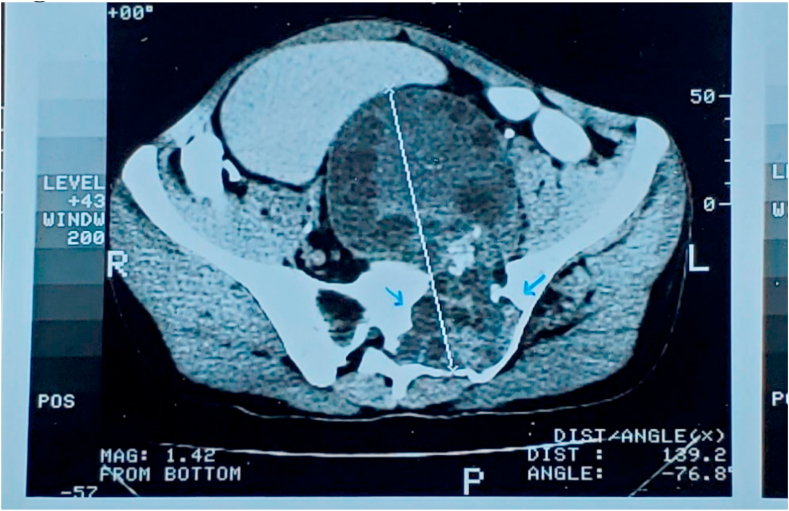 +00°
50
LEVEL
+43
WINDW
200
0
R
L
POS
MAG: 1.42
FROM BOTTOM
-57
P
DIST/ANGLE(X)
DIST : 139.2
ANGLE: -76.8°